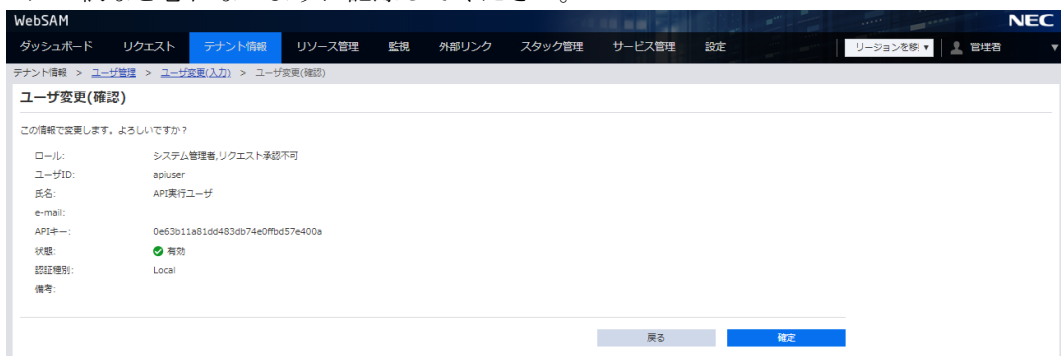 WebSAM
NEC
ダッシュボード リクエスト テナント情報 リソース管理 監視 外部リンク スタック管理 サービス管理 設定 リージョンを移 管理者
テナント情報 > ユーザ管理 > ユーザ変更(入力) > ユーザ変更(確認)
ユーザ変更(確認)
この情報で変更します。よろしいですか?
ロール: システム管理者,リクエスト承認不可
ユーザID: apiuser
氏名: API実行ユーザ
e-mail:
APIキー: 0e63b11a81dd483db74e0ffbd57e400a
状態: 有効
認証種別: Local
備考:
戻る 確定